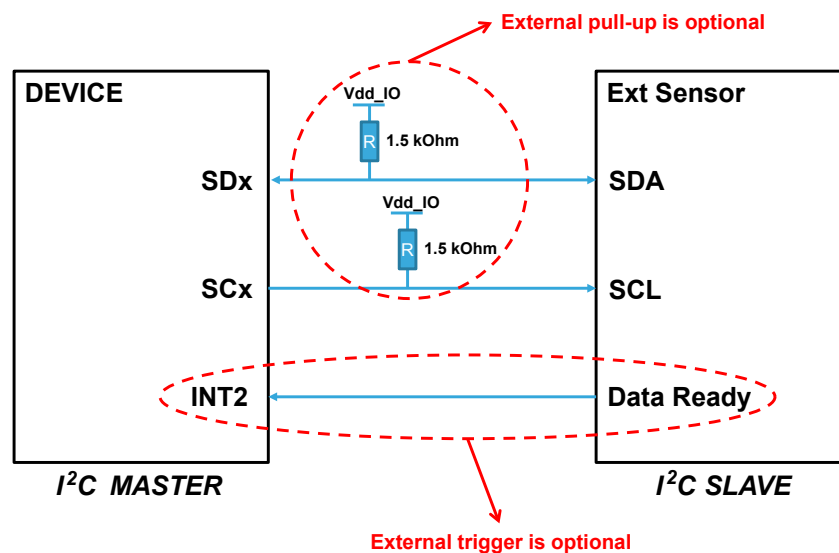 External pull-up is optional
DEVICE
Ext Sensor
Vdd_IO
R
1.5 kOhm
SDx
SDA
Vdd_IO
R
1.5 kOhm
SCx
SCL
INT2
Data Ready
I²C MASTER
I²C SLAVE
External trigger is optional